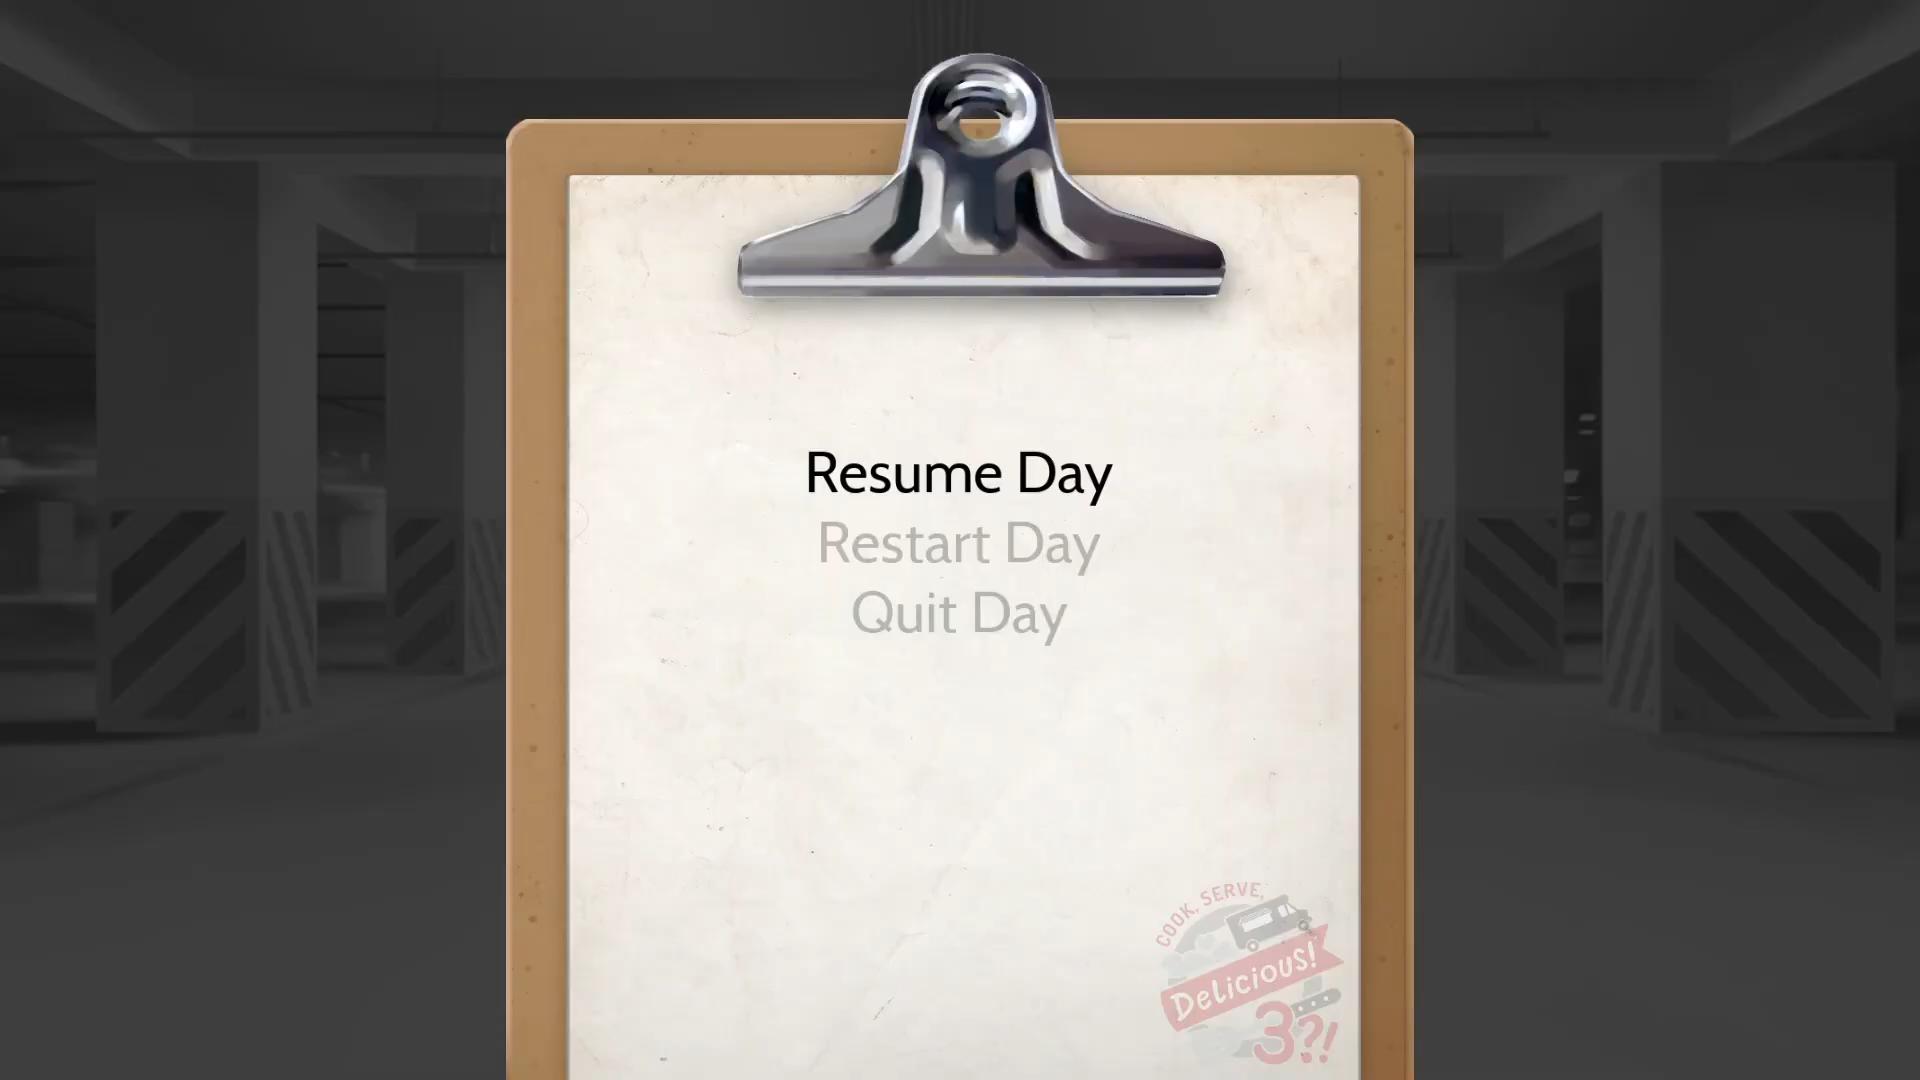 Resume Day
Restart Day
Quit Day
COOK, SERVE,
Delicious!
3?!